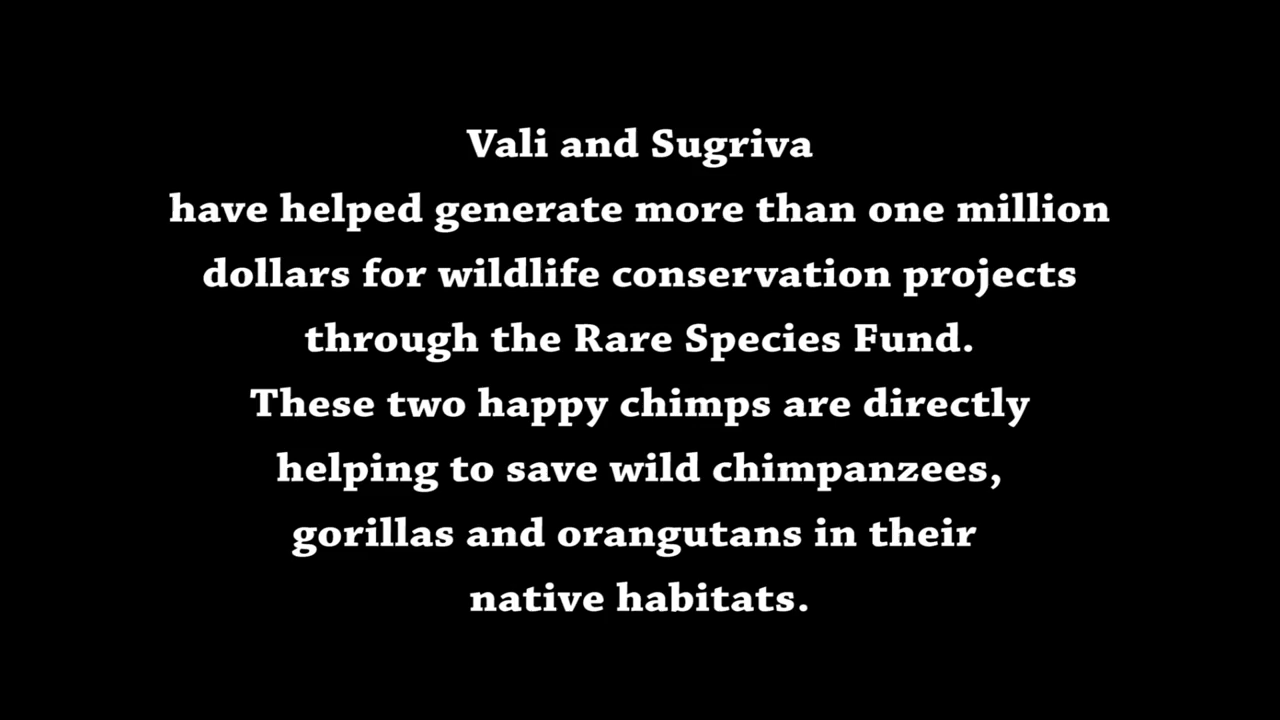 Vali and Sugriva
have helped generate more than one million
dollars for wildlife conservation projects
through the Rare Species Fund.
These two happy chimps are directly
helping to save wild chimpanzees,
gorillas and orangutans in their
native habitats.